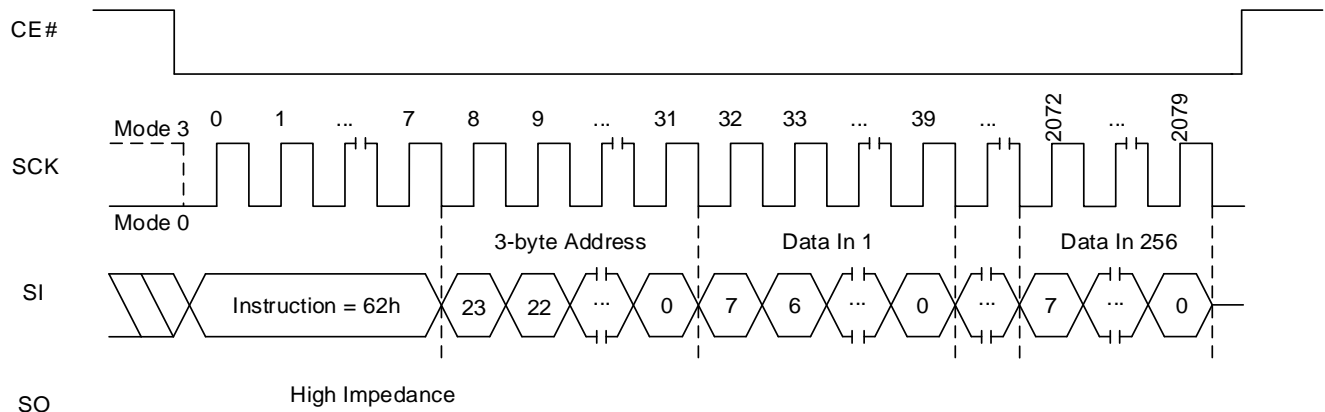 CE#
0 1 ... 7 8 9 ... 31 32 33 ... 39 ... 2072 ... 2079
Mode 3
SCK
Mode 0
3-byte Address Data In 1 Data In 256
SI
Instruction = 62h 23 22 ... 0 7 6 ... 0 ... 7 ... 0
High Impedance
SO